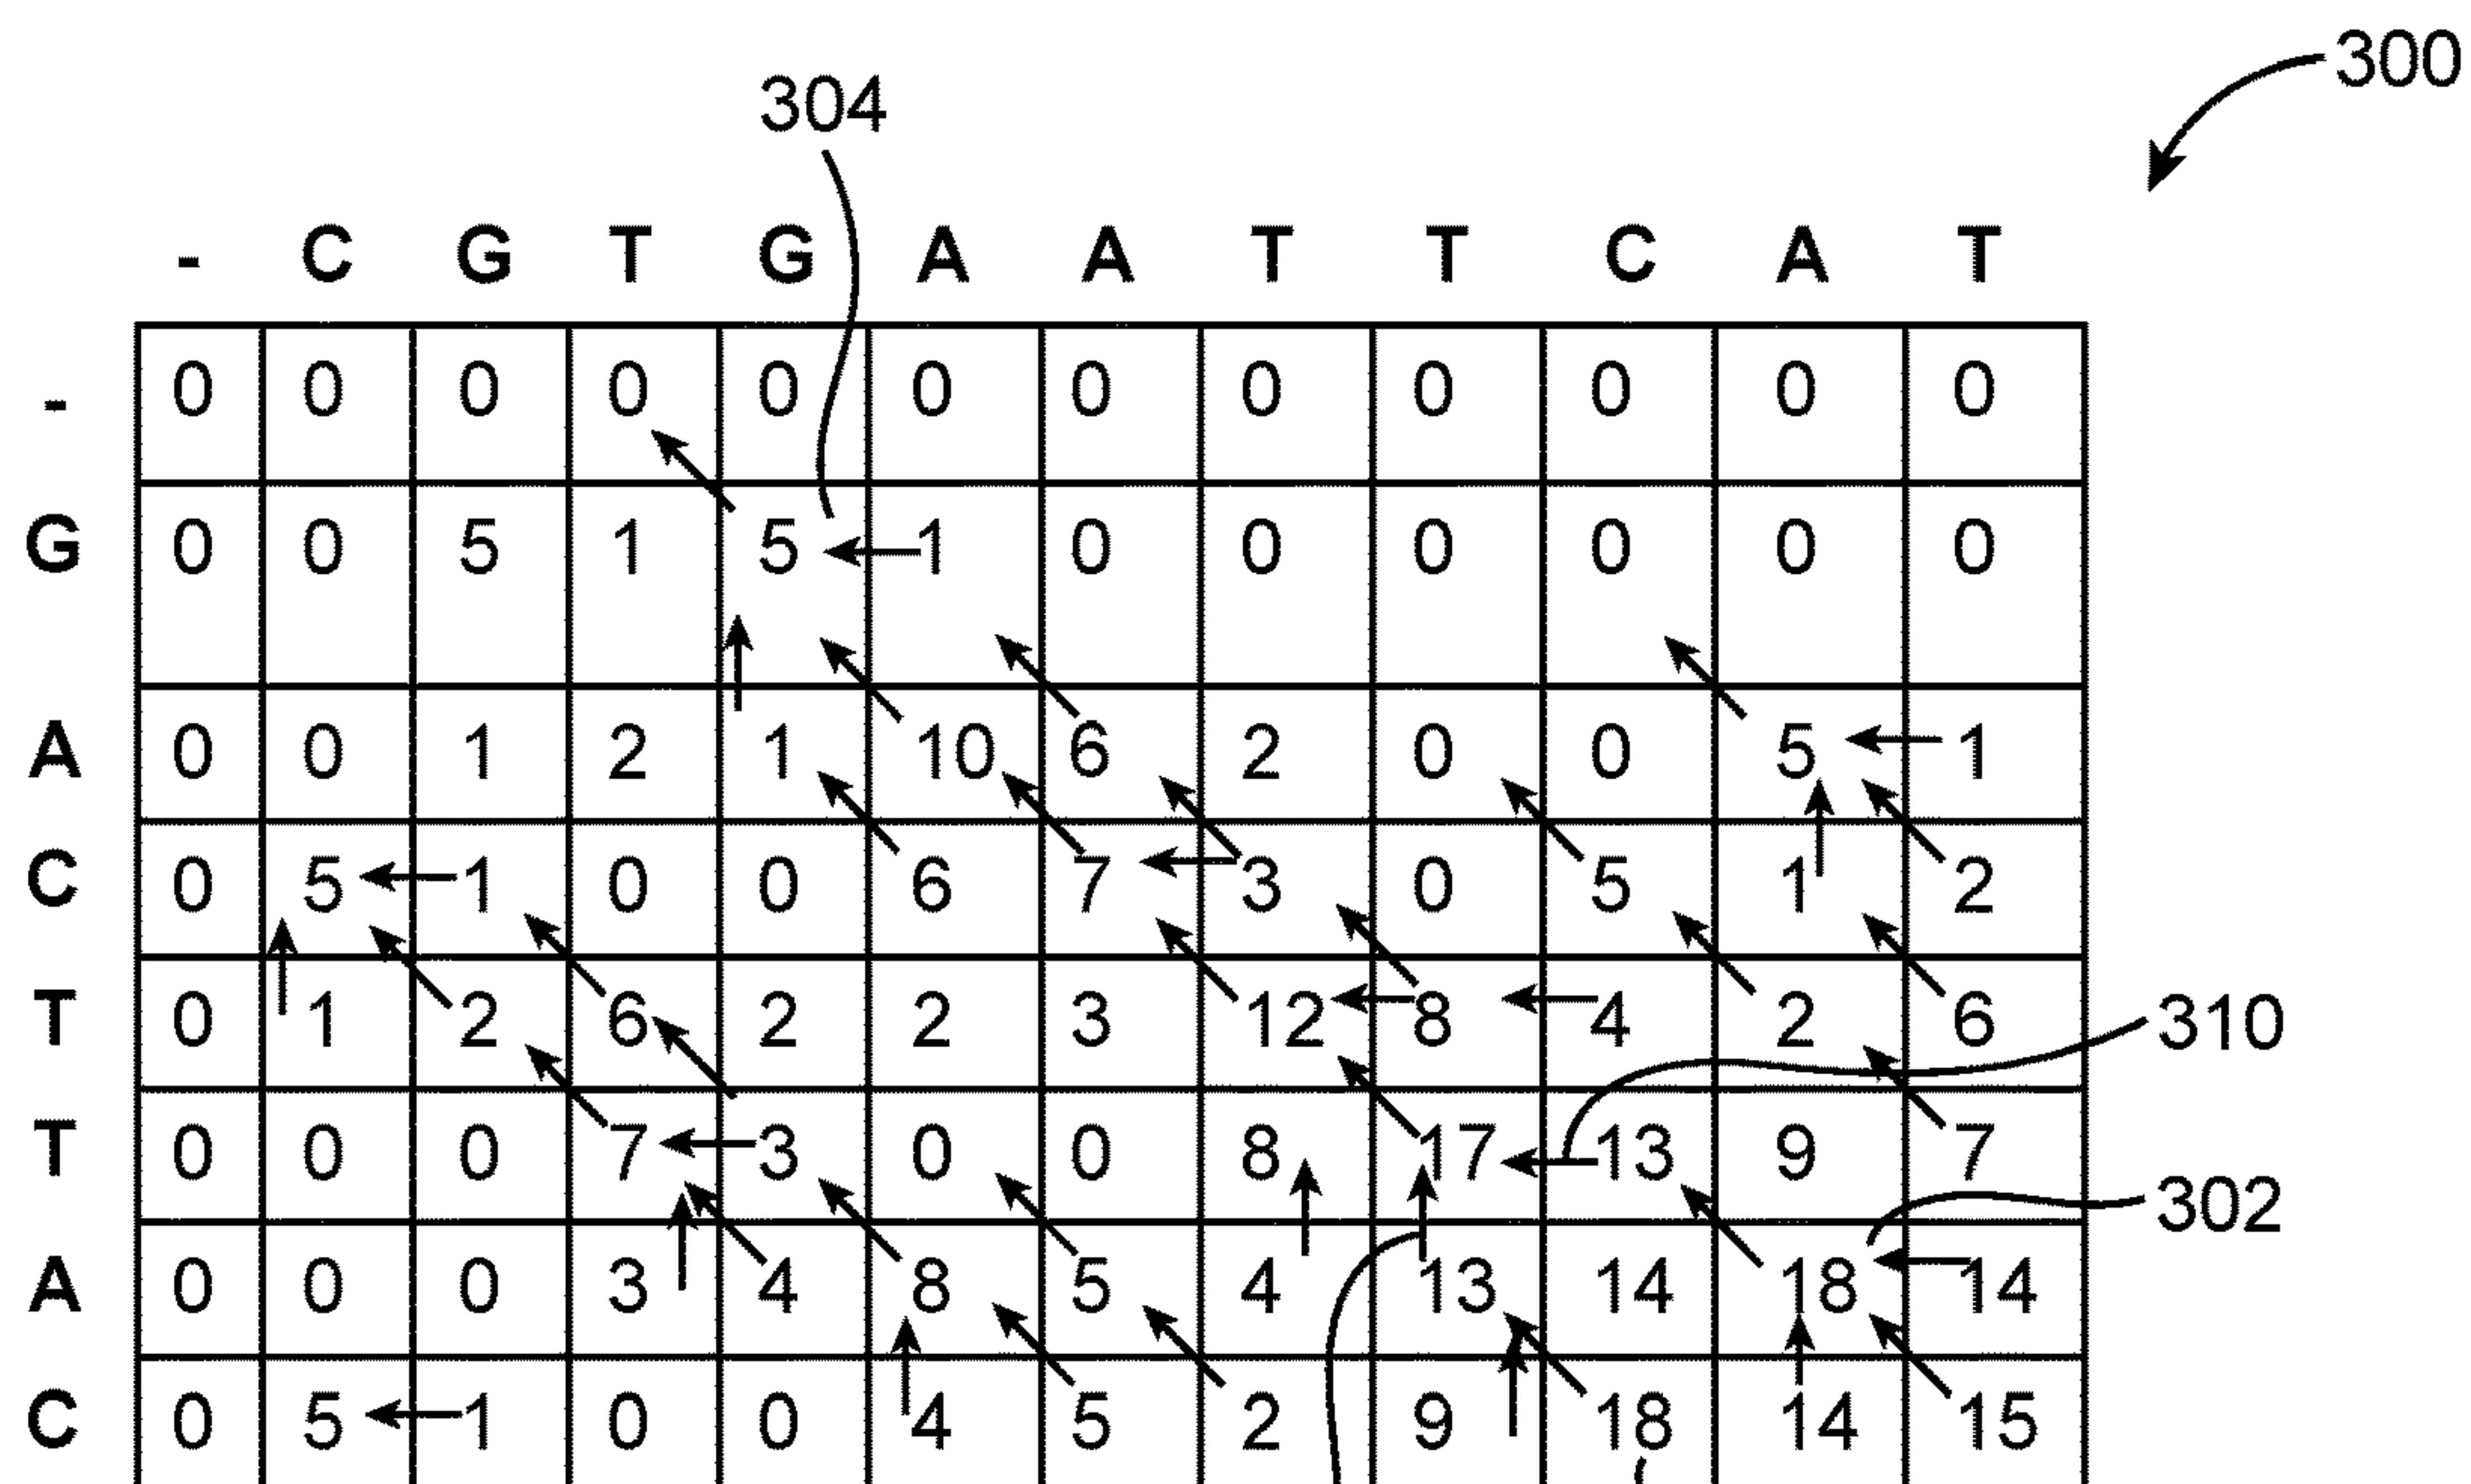 300
304
- C G T G A A T T C A T
- 0 0 0 0 0 0 0 0 0 0 0 0
G 0 0 5 1 5 1 0 0 0 0 0 0
A 0 0 1 2 1 10 6 2 0 0 5 1
C 0 5 1 0 0 6 7 3 0 5 1 2
T 0 1 2 6 2 2 3 12 8 4 2 6 310
T 0 0 0 7 3 0 0 8 17 13 9 7
302
A 0 0 0 3 4 8 5 4 13 14 18 14
C 0 5 1 0 0 4 5 2 9 18 14 15